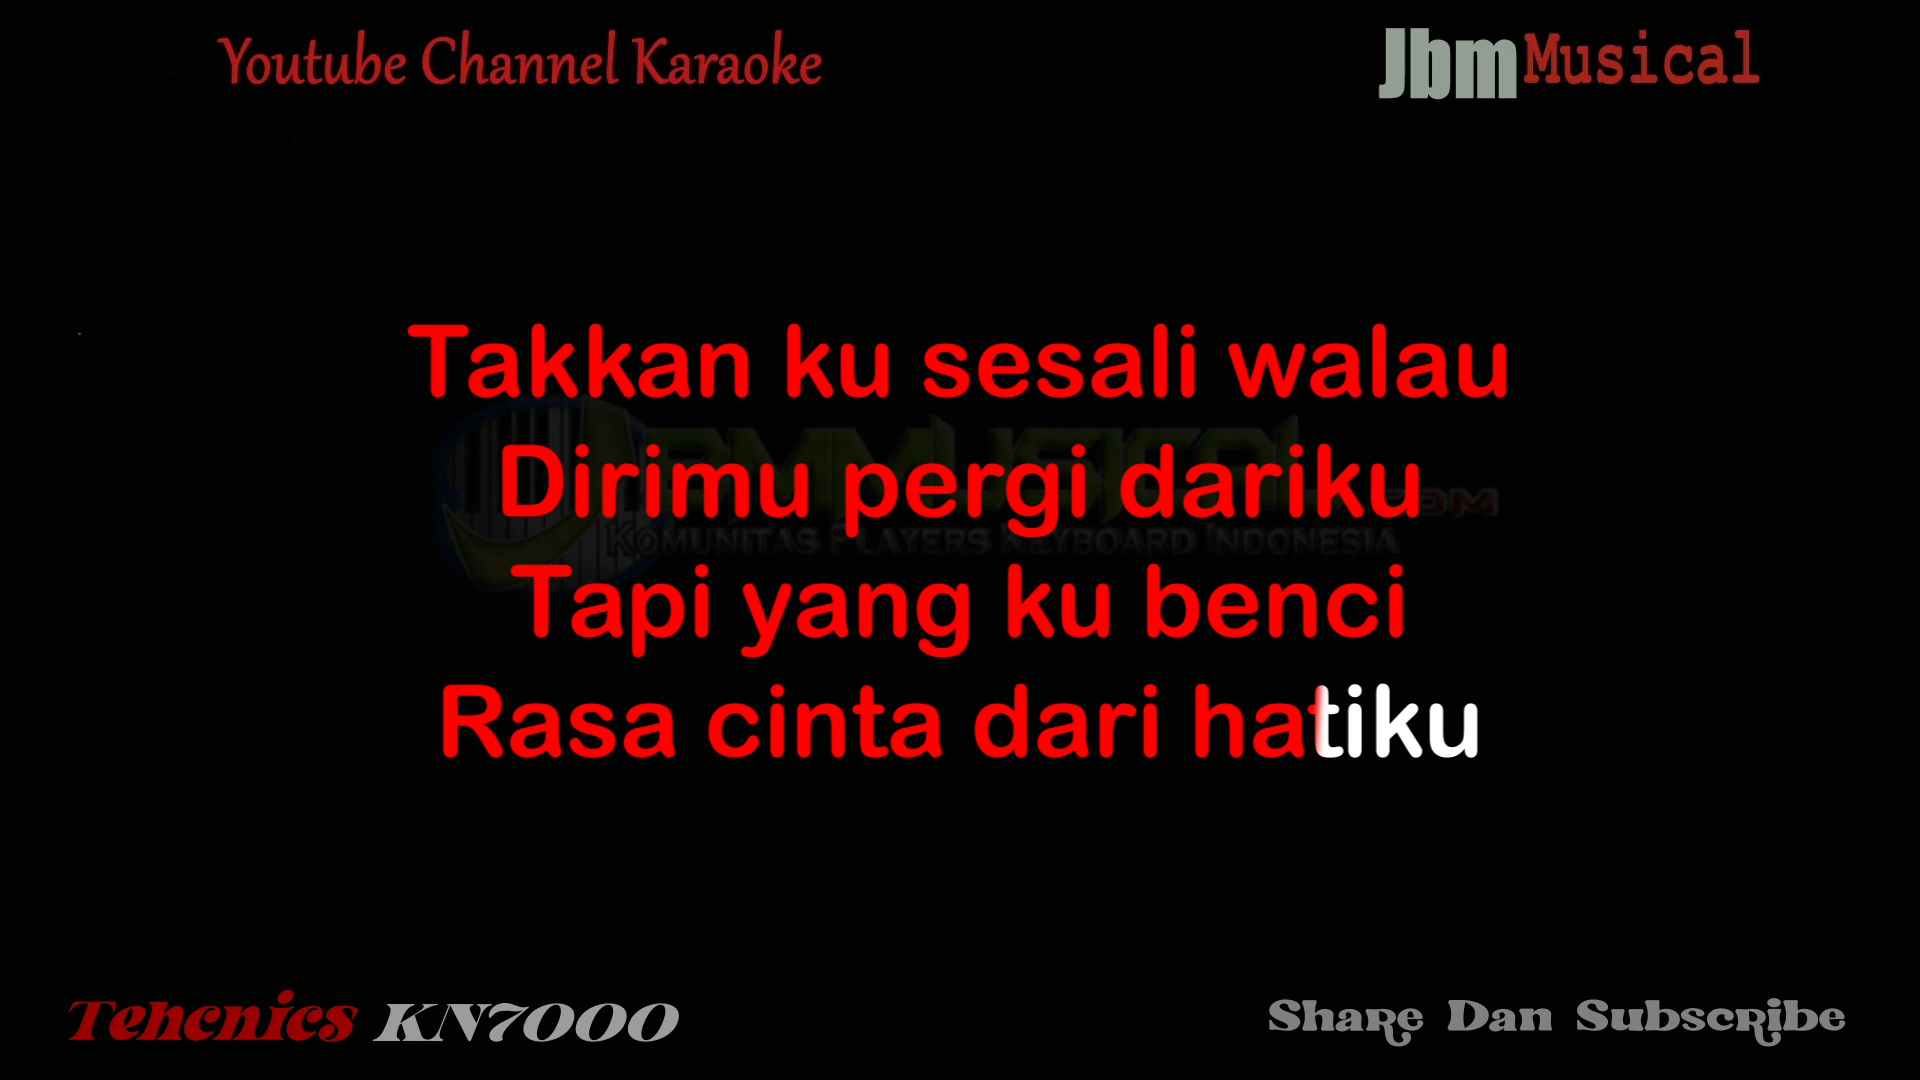 Youtube Channel Karaoke
JbmMusical
Takkan ku sesali walau
Dirimu pergi dariku
Tapi yang ku benci
Rasa cinta dari hatiku
Komunitas Players Keyboard Indonesia
Tehcnics KN7000
Share Dan Subscribe